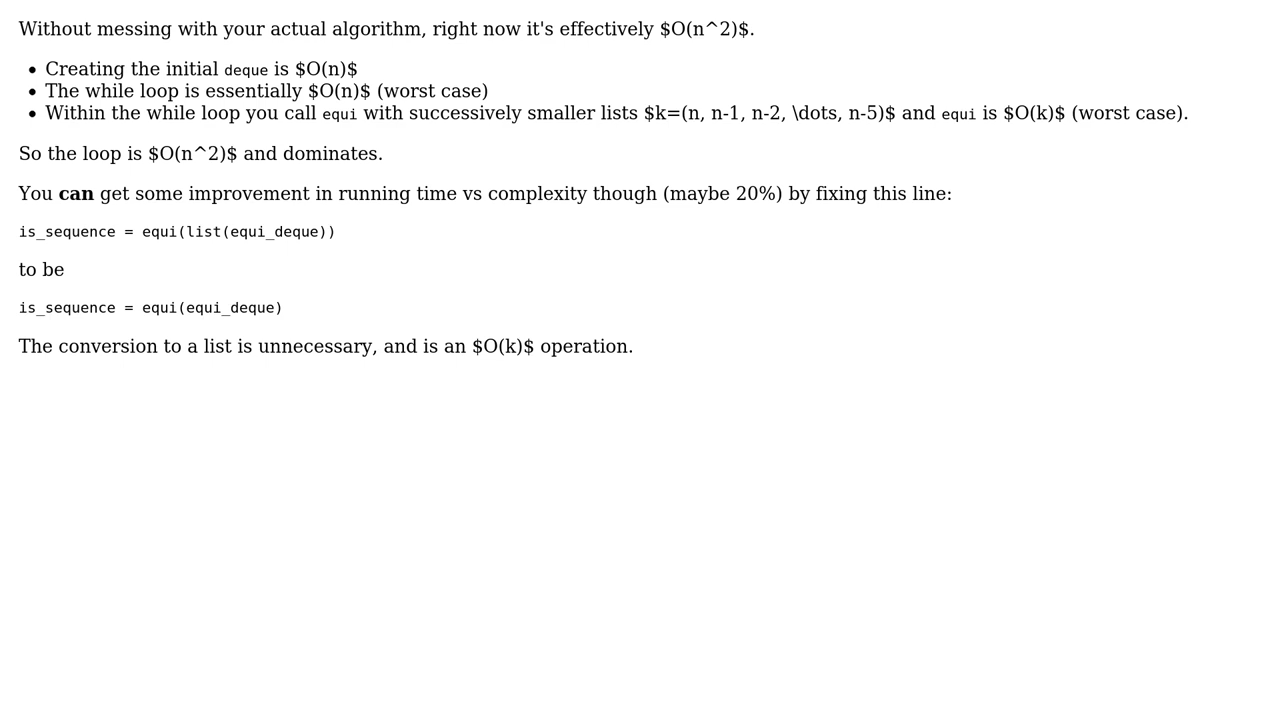 Without messing with your actual algorithm, right now it's effectively $O(n^2)$.
• Creating the initial deque is $O(n)$
• The while loop is essentially $O(n)$ (worst case)
• Within the while loop you call equi with successively smaller lists $k=(n, n-1, n-2, \dots, n-5)$ and equi is $O(k)$ (worst case).
So the loop is $O(n^2)$ and dominates.
You can get some improvement in running time vs complexity though (maybe 20%) by fixing this line:
is_sequence = equi(list(equi_deque))
to be
is_sequence = equi(equi_deque)
The conversion to a list is unnecessary, and is an $O(k)$ operation.